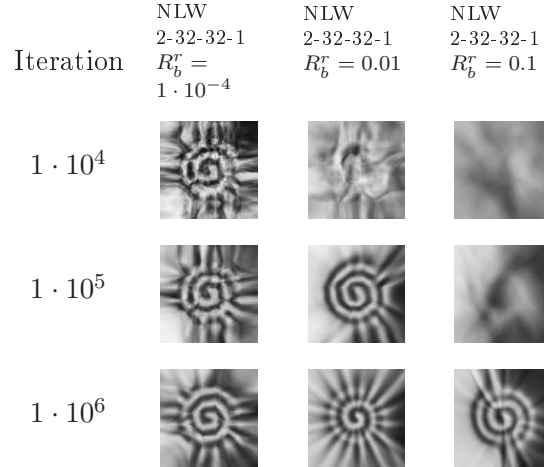 NLW NLW NLW
2-32-32-1 2-32-32-1 2-32-32-1
Iteration R_b^r = R_b^r = 0.01 R_b^r = 0.1
1 · 10^{-4}
1 · 10^4
1 · 10^5
1 · 10^6